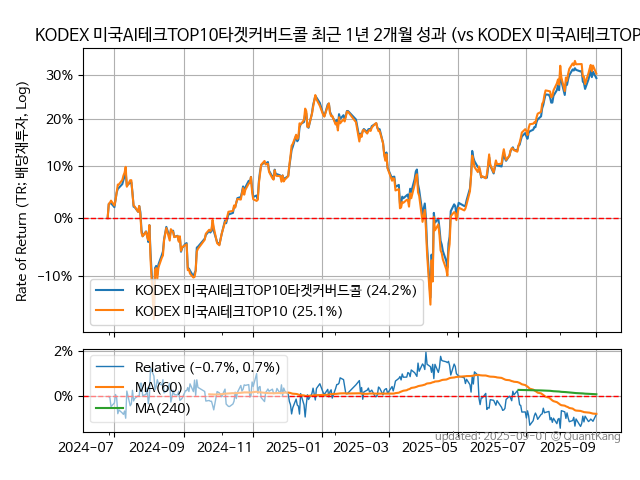 KODEX 미국AI테크TOP10타겟커버드콜 최근 1년 2개월 성과 (vs KODEX 미국AI테크TOP
Rate of Return (TR: 배당재투자, Log)
30%
20%
10%
0%
−10%
KODEX 미국AI테크TOP10타겟커버드콜 (24.2%)
KODEX 미국AI테크TOP10 (25.1%)
2%
0%
Relative (−0.7%, 0.7%)
MA(60)
MA(240)
2024−07 2024−09 2024−11 2025−01 2025−03 2025−05 2025−07 2025−09
updated: 2025−09−01 © QuantKang